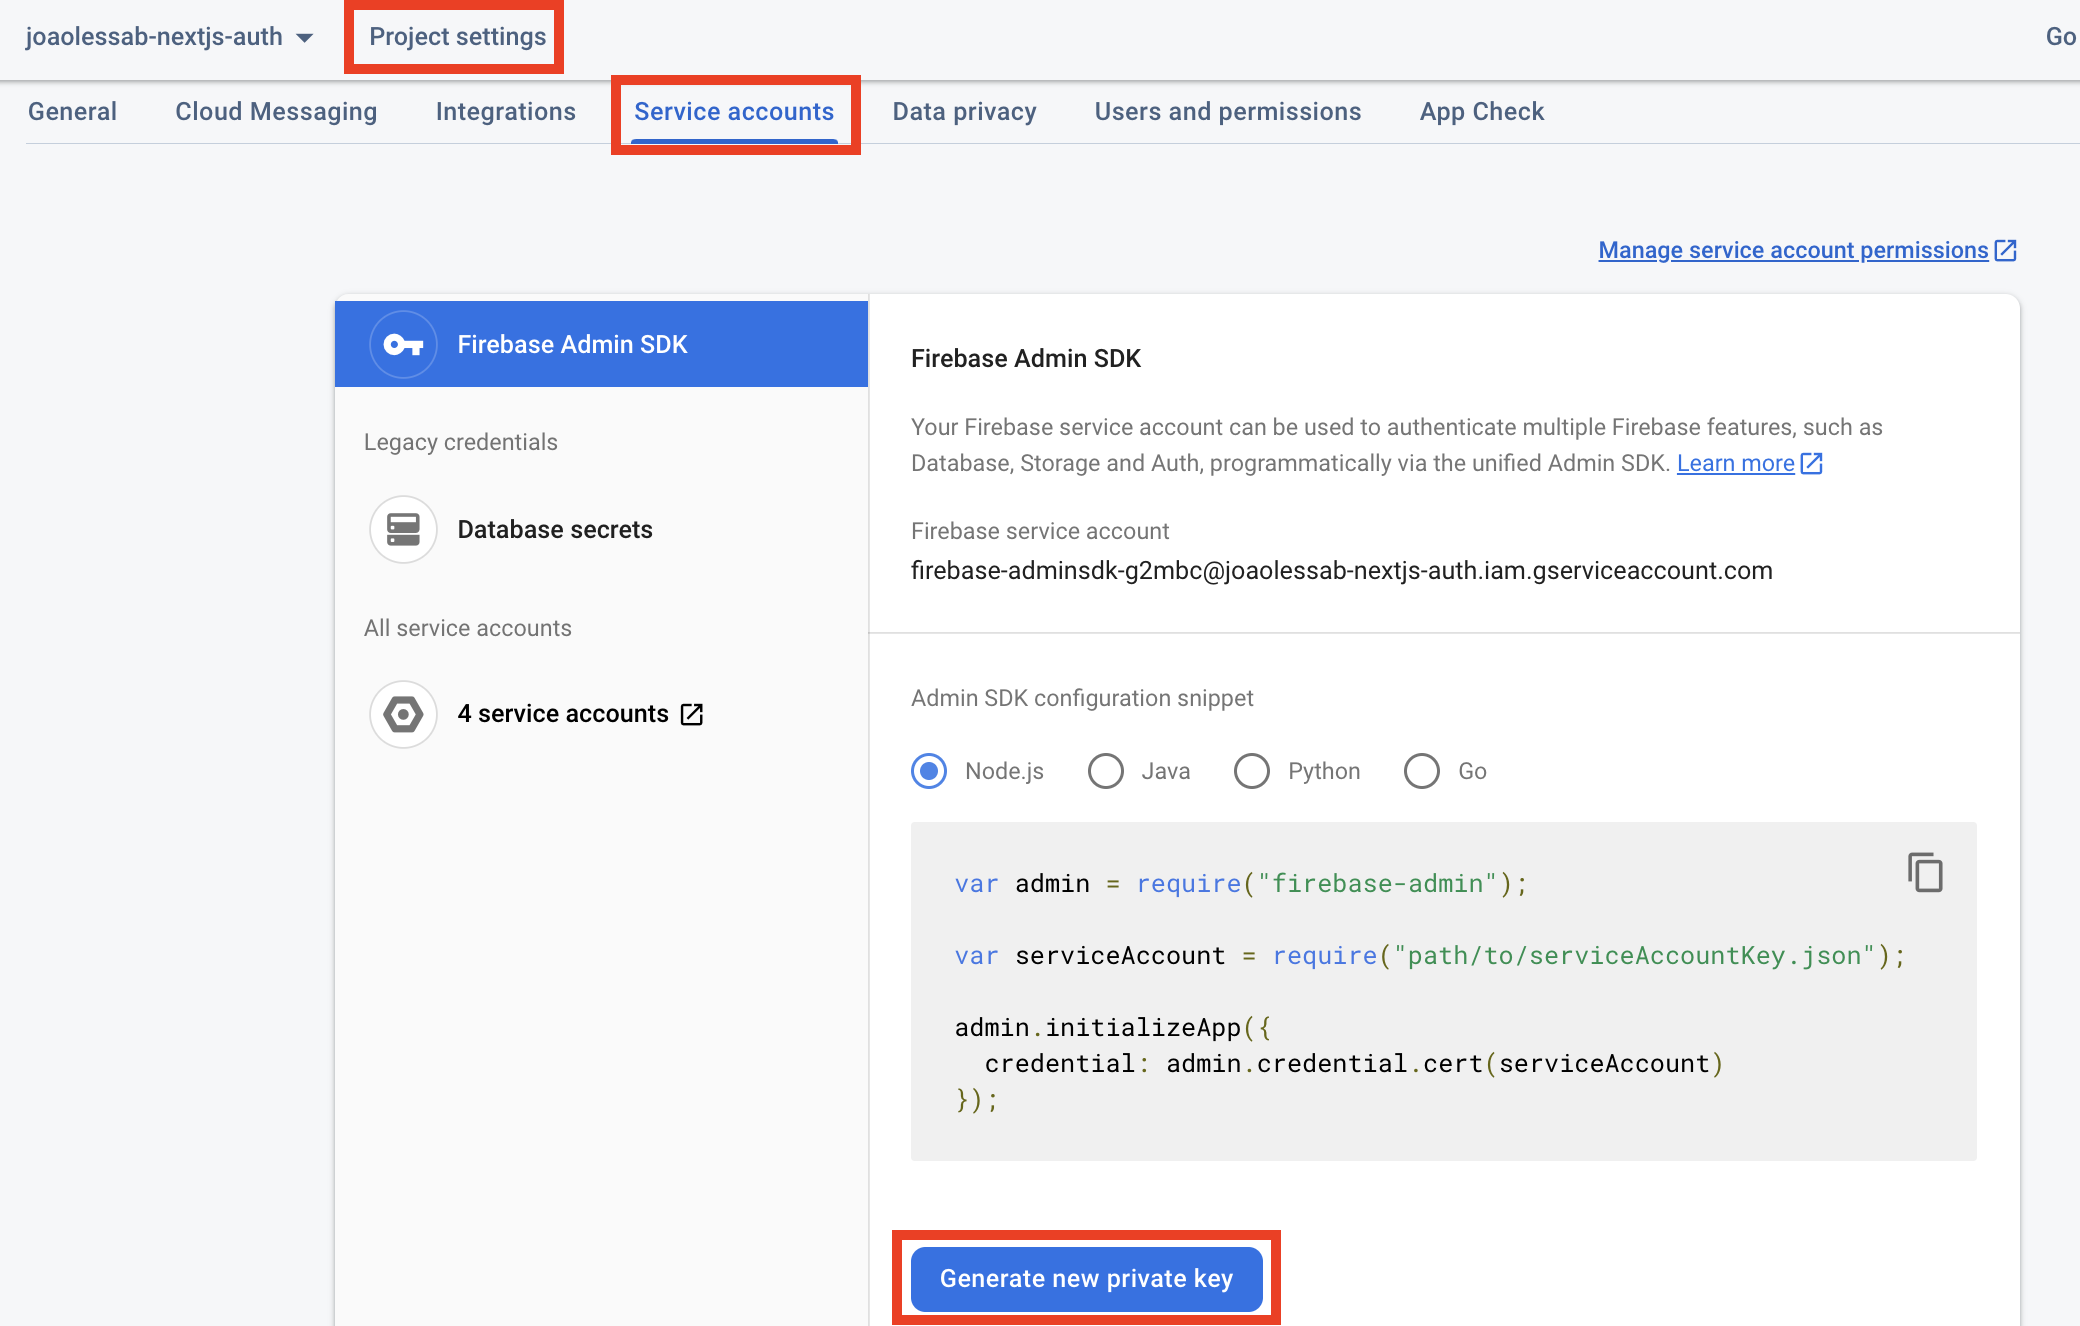 joaolessab-nextjs-auth Project settings Go
General Cloud Messaging Integrations Service accounts Data privacy Users and permissions App Check
Manage service account permissions
Firebase Admin SDK
Legacy credentials
Database secrets
All service accounts
4 service accounts
Firebase Admin SDK
Your Firebase service account can be used to authenticate multiple Firebase features, such as
Database, Storage and Auth, programmatically via the unified Admin SDK. Learn more
Firebase service account
firebase-adminsdk-g2mbc@joaolessab-nextjs-auth.iam.gserviceaccount.com
Admin SDK configuration snippet
Node.js Java Python Go
var admin = require("firebase-admin");
var serviceAccount = require("path/to/serviceAccountKey.json");
admin.initializeApp({
  credential: admin.credential.cert(serviceAccount)
});
Generate new private key